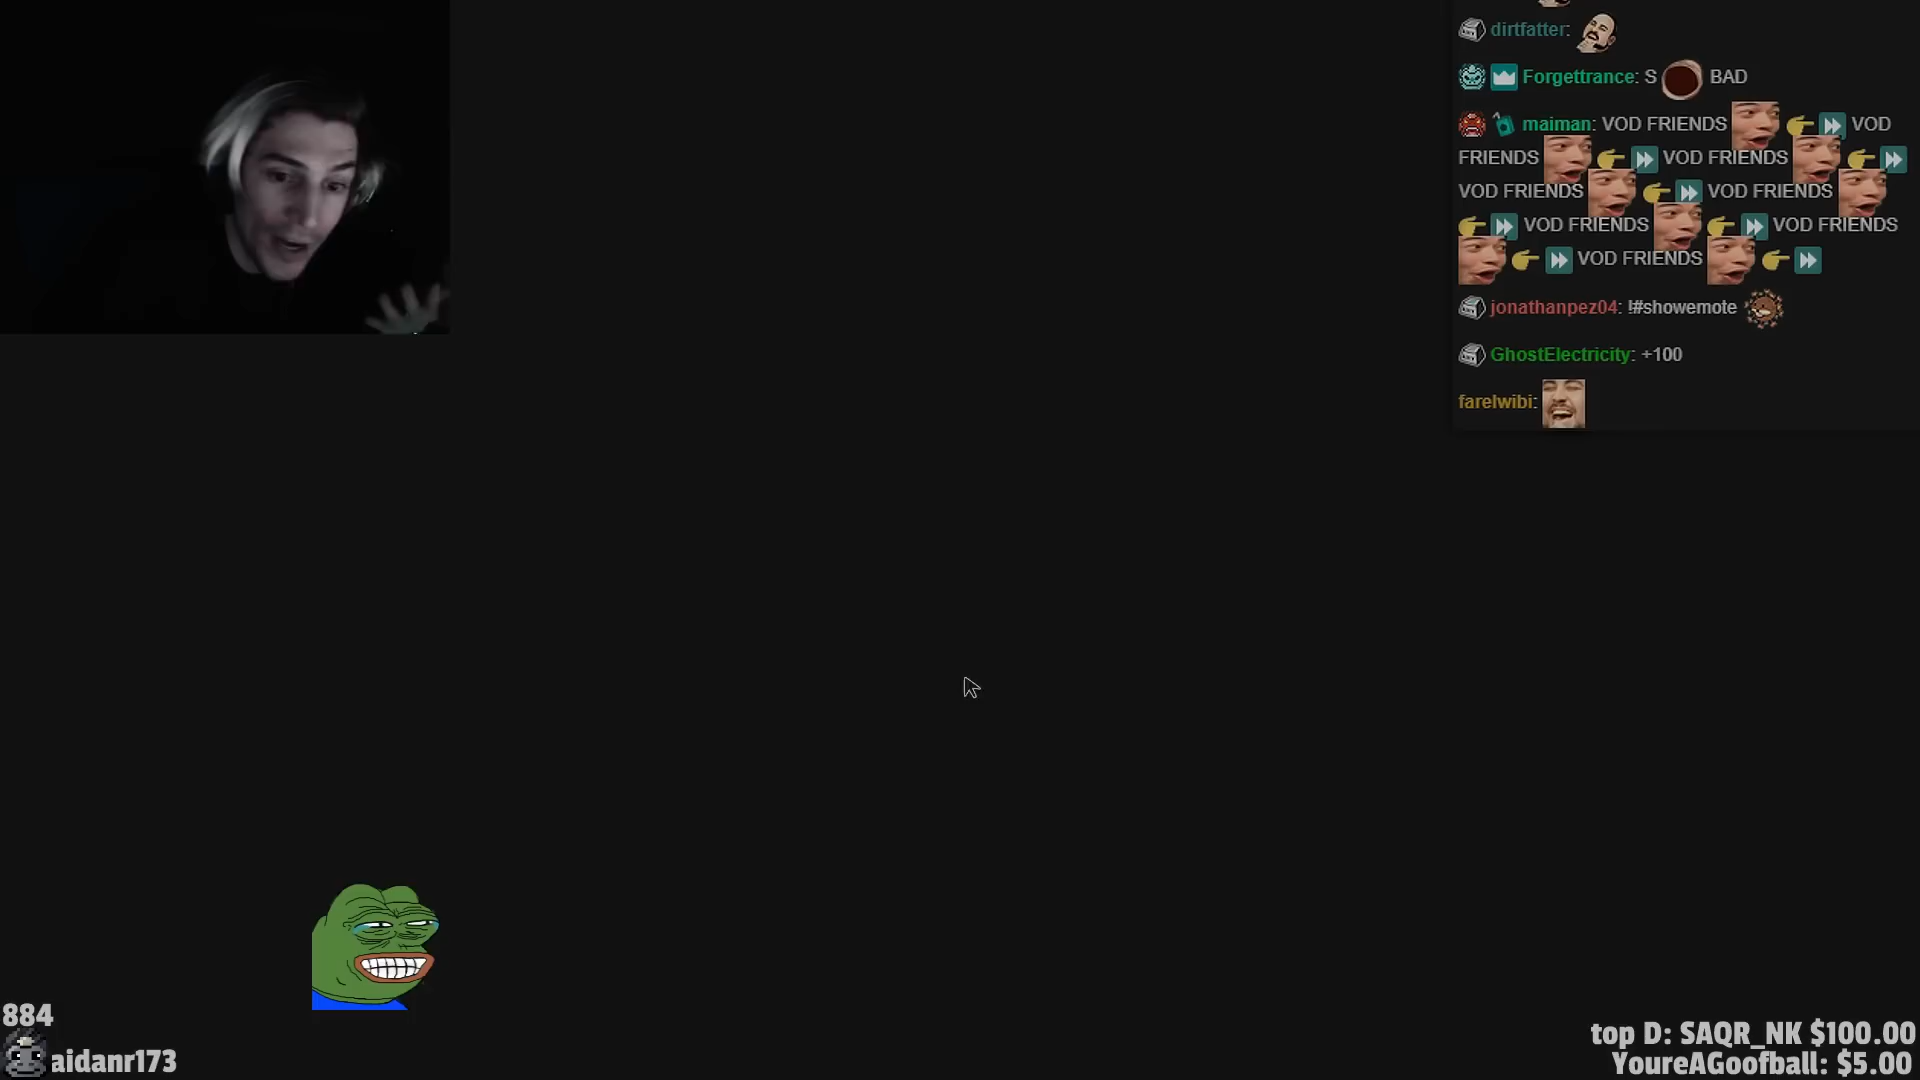 dirtfatter:
Forgettrance: S BAD
maiman: VOD FRIENDS VOD
FRIENDS VOD FRIENDS
VOD FRIENDS VOD FRIENDS
VOD FRIENDS VOD FRIENDS
VOD FRIENDS
jonathanpez04: !#showemote
GhostElectricity: +100
farelwibi:
884
aidanr173
top D: SAQR_NK $100.00
YoureAGoofball: $5.00